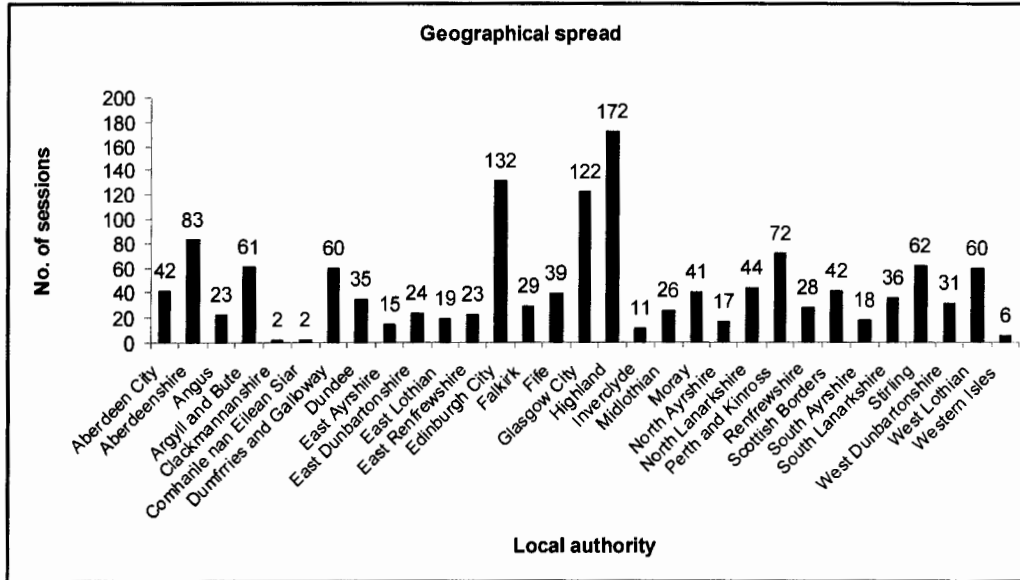 Geographical spread
No. of sessions
200
180
160
140
120
100
80
60
40
20
0
42
83
23
61
2
2
60
35
15
24
19
23
132
29
39
122
172
11
26
41
17
44
72
28
42
18
36
62
31
60
6
Aberdeen City
Aberdeenshire
Angus
Argyll and Bute
Clackmannanshire
Comhairle nan Eilean Siar
Dumfrries and Galloway
Dundee
East Ayrshire
East Dunbartonshire
East Lothian
East Renfrewshire
Edinburgh City
Falkirk
Fife
Glasgow City
Highland
Inverclyde
Midlothian
Moray
North Ayrshire
North Lanarkshire
Perth and Kinross
Renfrewshire
Scottish Borders
South Ayrshire
South Lanarkshire
Stirling
West Dunbartonshire
West Lothian
Western Isles
Local authority